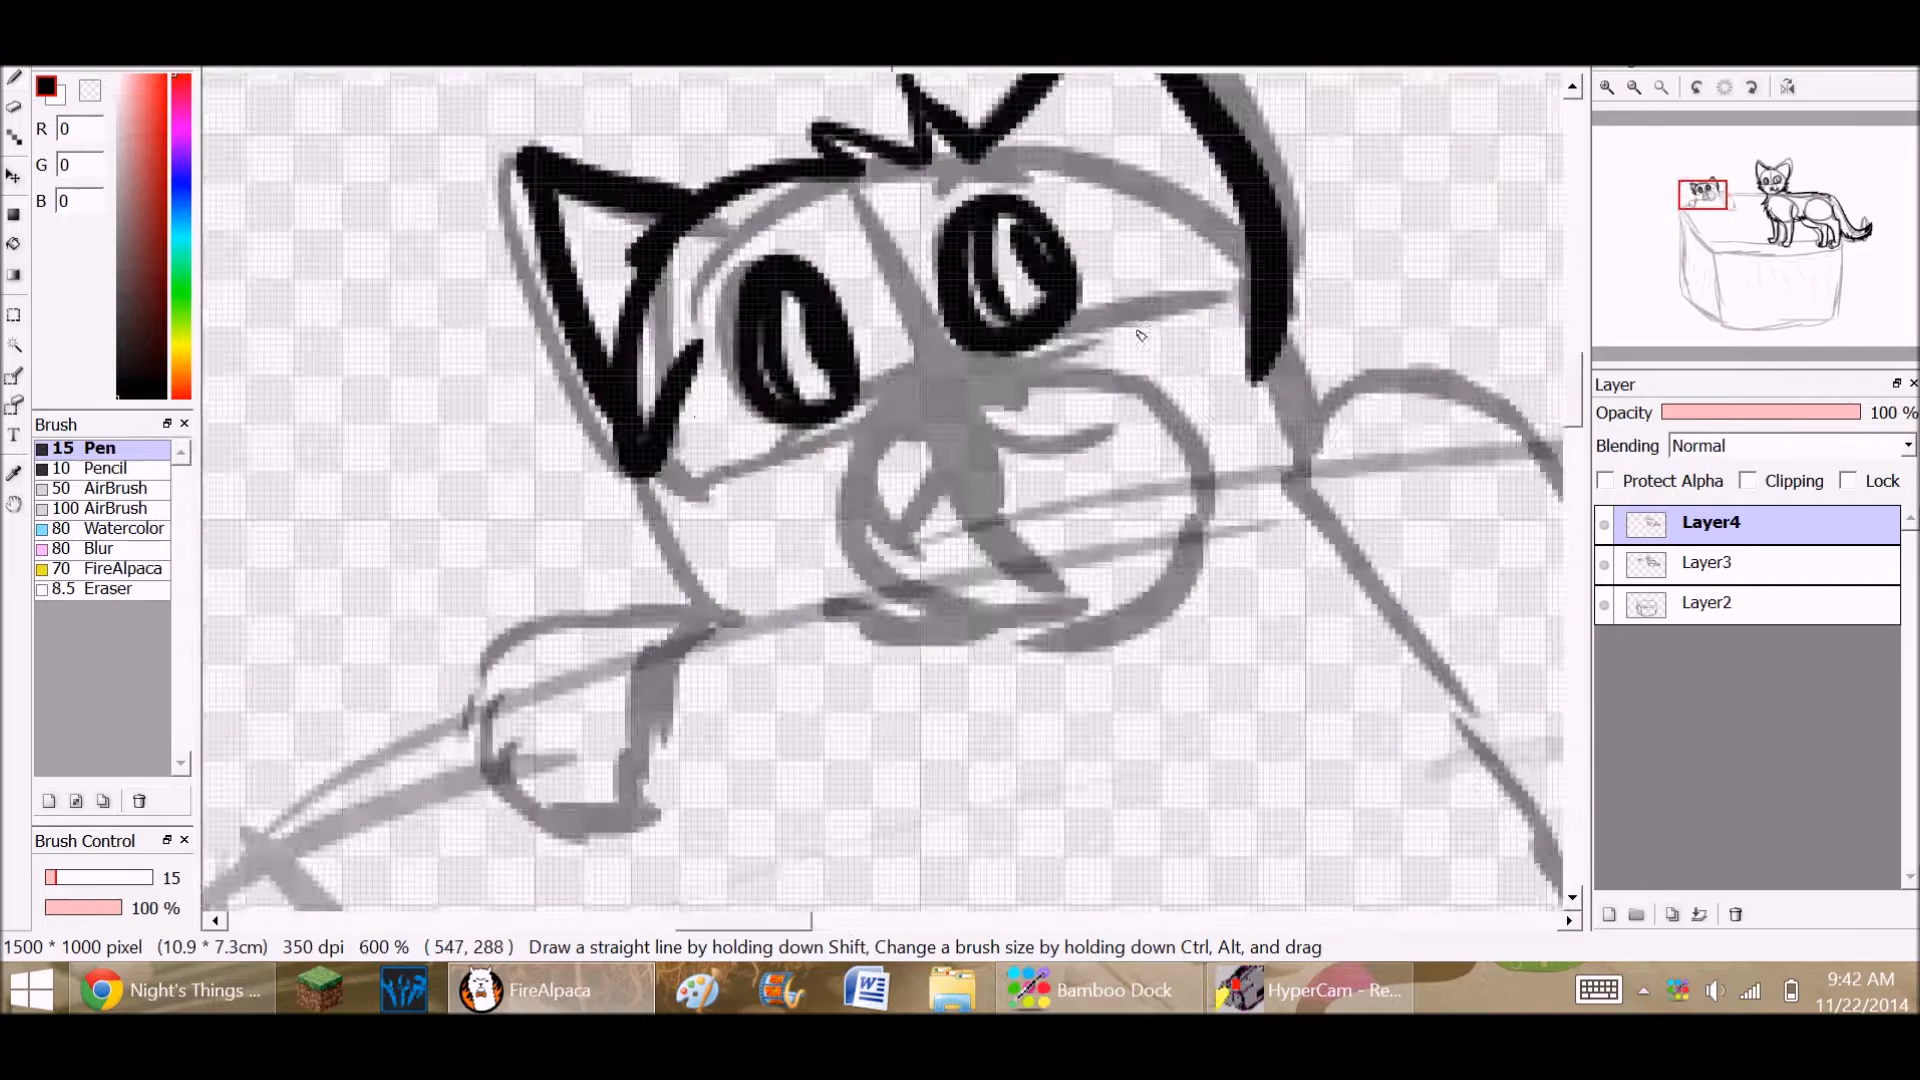 R 0
G 0
B 0
Brush
15 Pen
10 Pencil
50 AirBrush
100 AirBrush
80 Watercolor
80 Blur
70 FireAlpaca
8.5 Eraser
Brush Control
15
100 %
Layer
Opacity 100 %
Blending Normal
Protect Alpha Clipping Lock
Layer4
Layer3
Layer2
1500 * 1000 pixel (10.9 * 7.3cm) 350 dpi 600 % ( 547, 288 ) Draw a straight line by holding down Shift, Change a brush size by holding down Ctrl, Alt, and drag
Night's Things ... FireAlpaca Bamboo Dock HyperCam - Re...
9:42 AM
11/22/2014